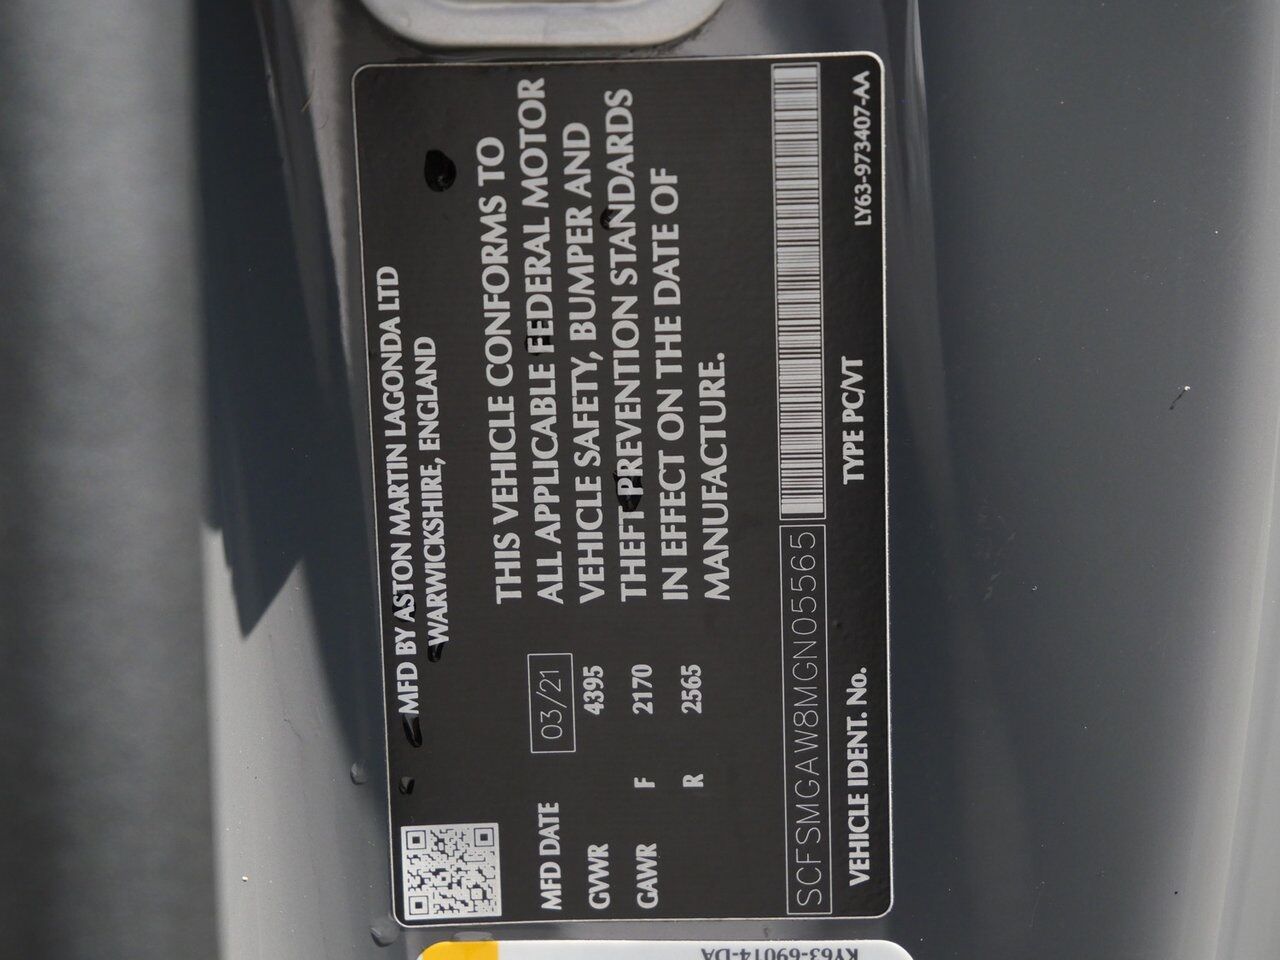 MFD BY ASTON MARTIN LAGONDA LTD
WARWICKSHIRE, ENGLAND
MFD DATE 03/21
GVWR 4395
GAWR F 2170
R 2565
THIS VEHICLE CONFORMS TO
ALL APPLICABLE FEDERAL MOTOR
VEHICLE SAFETY, BUMPER AND
THEFT PREVENTION STANDARDS
IN EFFECT ON THE DATE OF
MANUFACTURE.
SCFSMGAW8MGN05565
VEHICLE IDENT. No. TYPE PC/VT LY63-973407-AA
KY63-69014-DA